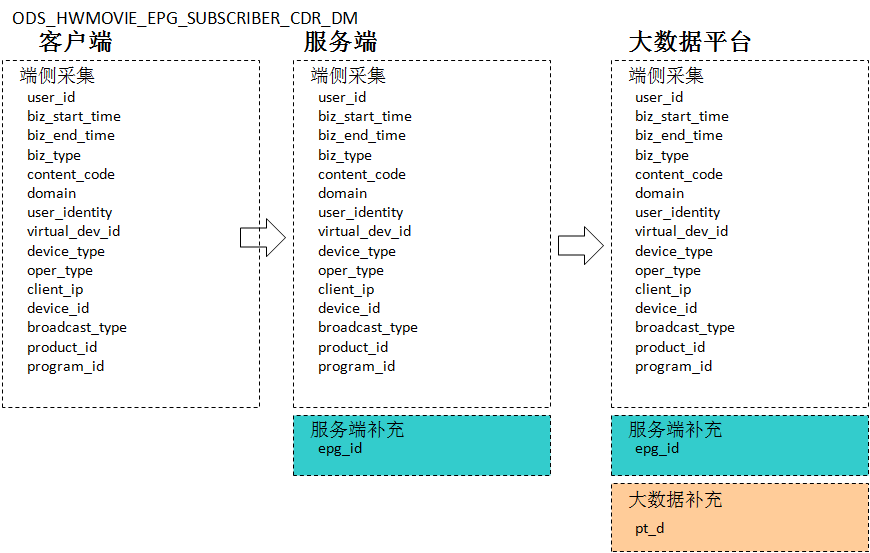 ODS_HWMOVIE_EPG_SUBSCRIBER_CDR_DM
客户端
端侧采集
user_id
biz_start_time
biz_end_time
biz_type
content_code
domain
user_identity
virtual_dev_id
device_type
oper_type
client_ip
device_id
broadcast_type
product_id
program_id
服务端
端侧采集
user_id
biz_start_time
biz_end_time
biz_type
content_code
domain
user_identity
virtual_dev_id
device_type
oper_type
client_ip
device_id
broadcast_type
product_id
program_id
服务端补充
epg_id
大数据平台
端侧采集
user_id
biz_start_time
biz_end_time
biz_type
content_code
domain
user_identity
virtual_dev_id
device_type
oper_type
client_ip
device_id
broadcast_type
product_id
program_id
服务端补充
epg_id
大数据补充
pt_d